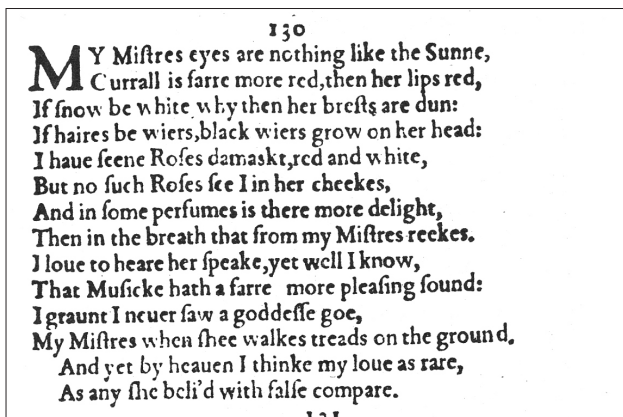 130
MY Miſtres eyes are nothing like the Sunne,
Currall is farre more red,then her lips red,
If ſnow be white,why then her breſts are dun:
If haires be wiers,black wiers grow on her head:
I haue ſeene Roſes damaskt,red and white,
But no ſuch Roſes ſee I in her cheekes,
And in ſome perfumes is there more delight,
Then in the breath that from my Miſtres reekes.
I loue to heare her ſpeake,yet well I know,
That Muſicke hath a farre more pleaſing ſound:
I graunt I neuer ſaw a goddeſſe goe,
My Miſtres when ſhee walkes treads on the ground.
And yet by heauen I thinke my loue as rare,
As any ſhe beli'd with falſe compare.
131